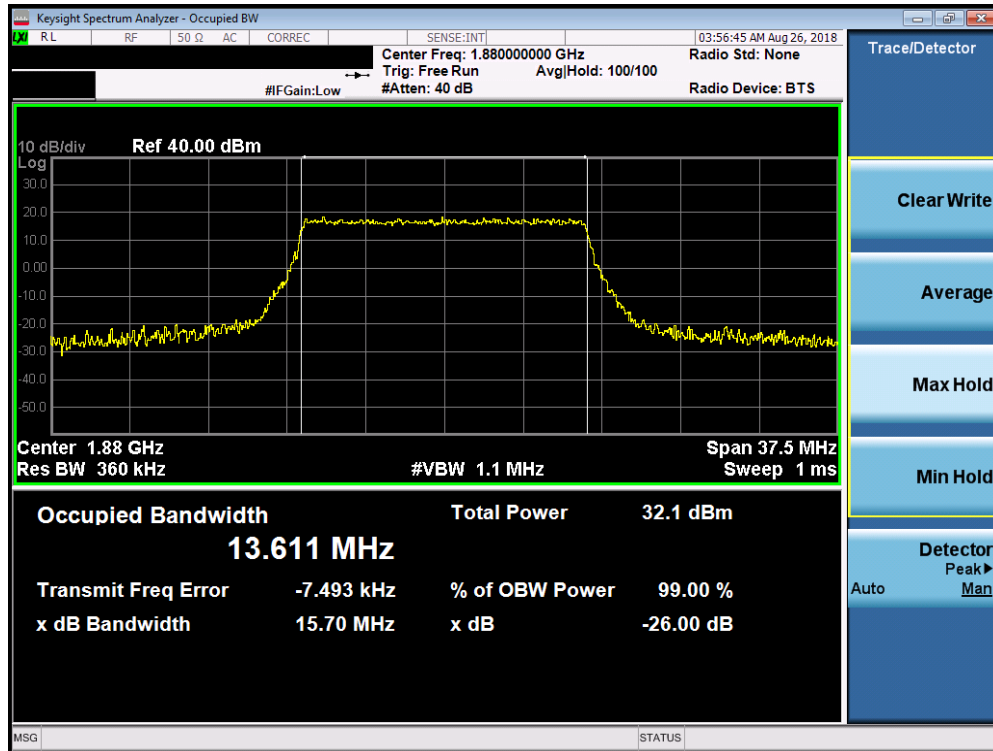 Keysight Spectrum Analyzer - Occupied BW
LXI RL RF 50 Ω AC CORREC SENSE:INT 03:56:45 AM Aug 26, 2018
Center Freq: 1.880000000 GHz Radio Std: None
Trig: Free Run Avg|Hold: 100/100
#IFGain:Low #Atten: 40 dB Radio Device: BTS
Trace/Detector
10 dB/div Ref 40.00 dBm
Log
30.0
20.0
10.0
0.00
-10.0
-20.0
-30.0
-40.0
-50.0
Center 1.88 GHz Span 37.5 MHz
Res BW 360 kHz #VBW 1.1 MHz Sweep 1 ms
Occupied Bandwidth Total Power 32.1 dBm
13.611 MHz
Transmit Freq Error -7.493 kHz % of OBW Power 99.00 %
x dB Bandwidth 15.70 MHz x dB -26.00 dB
Clear Write
Average
Max Hold
Min Hold
Detector
Peak▶
Auto Man
MSG STATUS